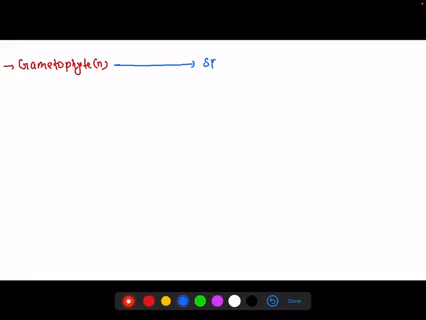 → Gametophyte(n) → SP
Done